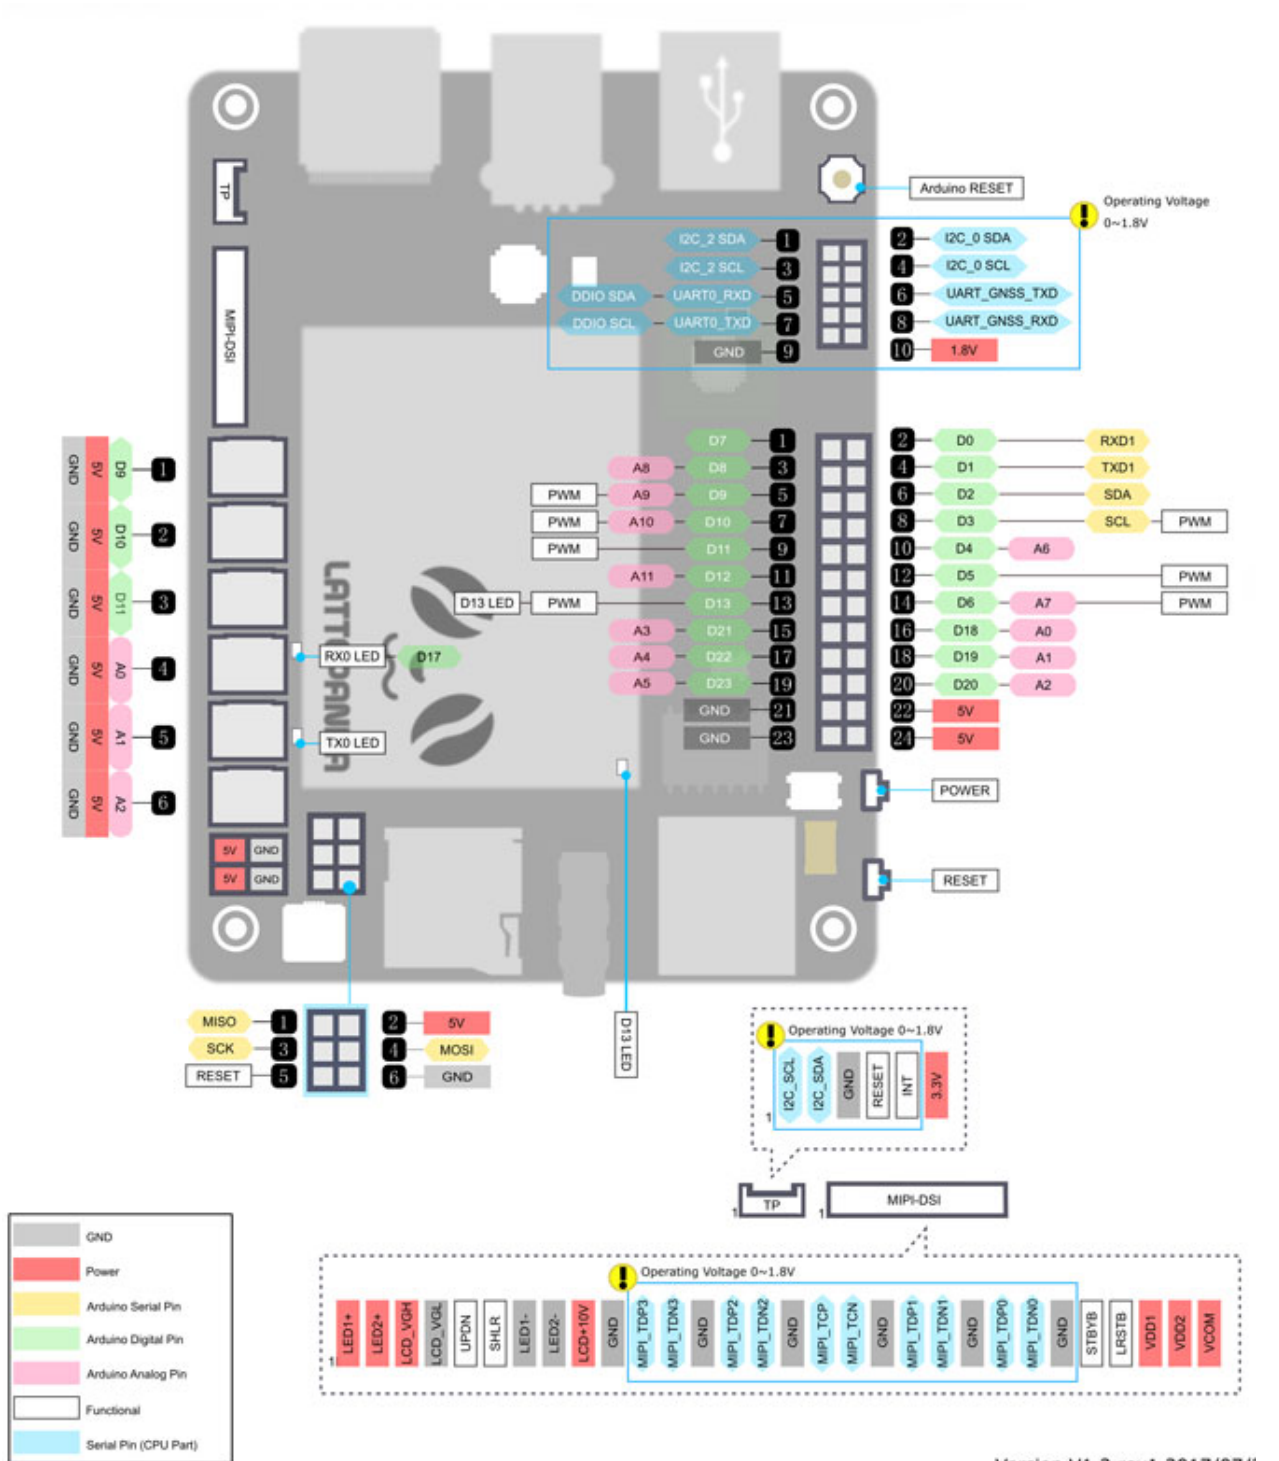 Arduino RESET
Operating Voltage
0~1.8V
TP
MIPI-DSI
I2C_2 SDA 1 2 I2C_0 SDA
I2C_2 SCL 3 4 I2C_0 SCL
DDIO SDA UART0_RXD 5 6 UART_GNSS_TXD
DDIO SCL UART0_TXD 7 8 UART_GNSS_RXD
GND 9 10 1.8V
D7 1 2 D0 RXD1
A8 D8 3 4 D1 TXD1
PWM A9 D9 5 6 D2 SDA
PWM A10 D10 7 8 D3 SCL PWM
PWM D11 9 10 D4 A6
A11 D12 11 12 D5 PWM
D13 LED PWM D13 13 14 D6 A7 PWM
A3 D21 15 16 D18 A0
A4 D22 17 18 D19 A1
A5 D23 19 20 D20 A2
GND 21 22 5V
GND 23 24 5V
GND 5V D9 1
GND 5V D10 2
GND 5V D11 3
GND 5V A0 4
GND 5V A1 5
GND 5V A2 6
LATTEPANDA
RX0 LED D17
TX0 LED
POWER
RESET
5V GND
5V GND
MISO 1 2 5V
SCK 3 4 MOSI
RESET 5 6 GND
D13 LED
Operating Voltage 0~1.8V
1 I2C_SCL I2C_SDA GND RESET INT 3.3V
1 TP
1 MIPI-DSI
Operating Voltage 0~1.8V
1 LED1+ LED2+ LCD_VGH LCD_VGL UPDN SHLR LED1- LED2- LCD+10V GND MIPI_TDP3 MIPI_TDN3 GND MIPI_TDP2 MIPI_TDN2 GND MIPI_TCP MIPI_TCN GND MIPI_TDP1 MIPI_TDN1 GND MIPI_TDP0 MIPI_TDN0 GND STBYB LRSTB VDD1 VDD2 VCOM
GND
Power
Arduino Serial Pin
Arduino Digital Pin
Arduino Analog Pin
Functional
Serial Pin (CPU Part)